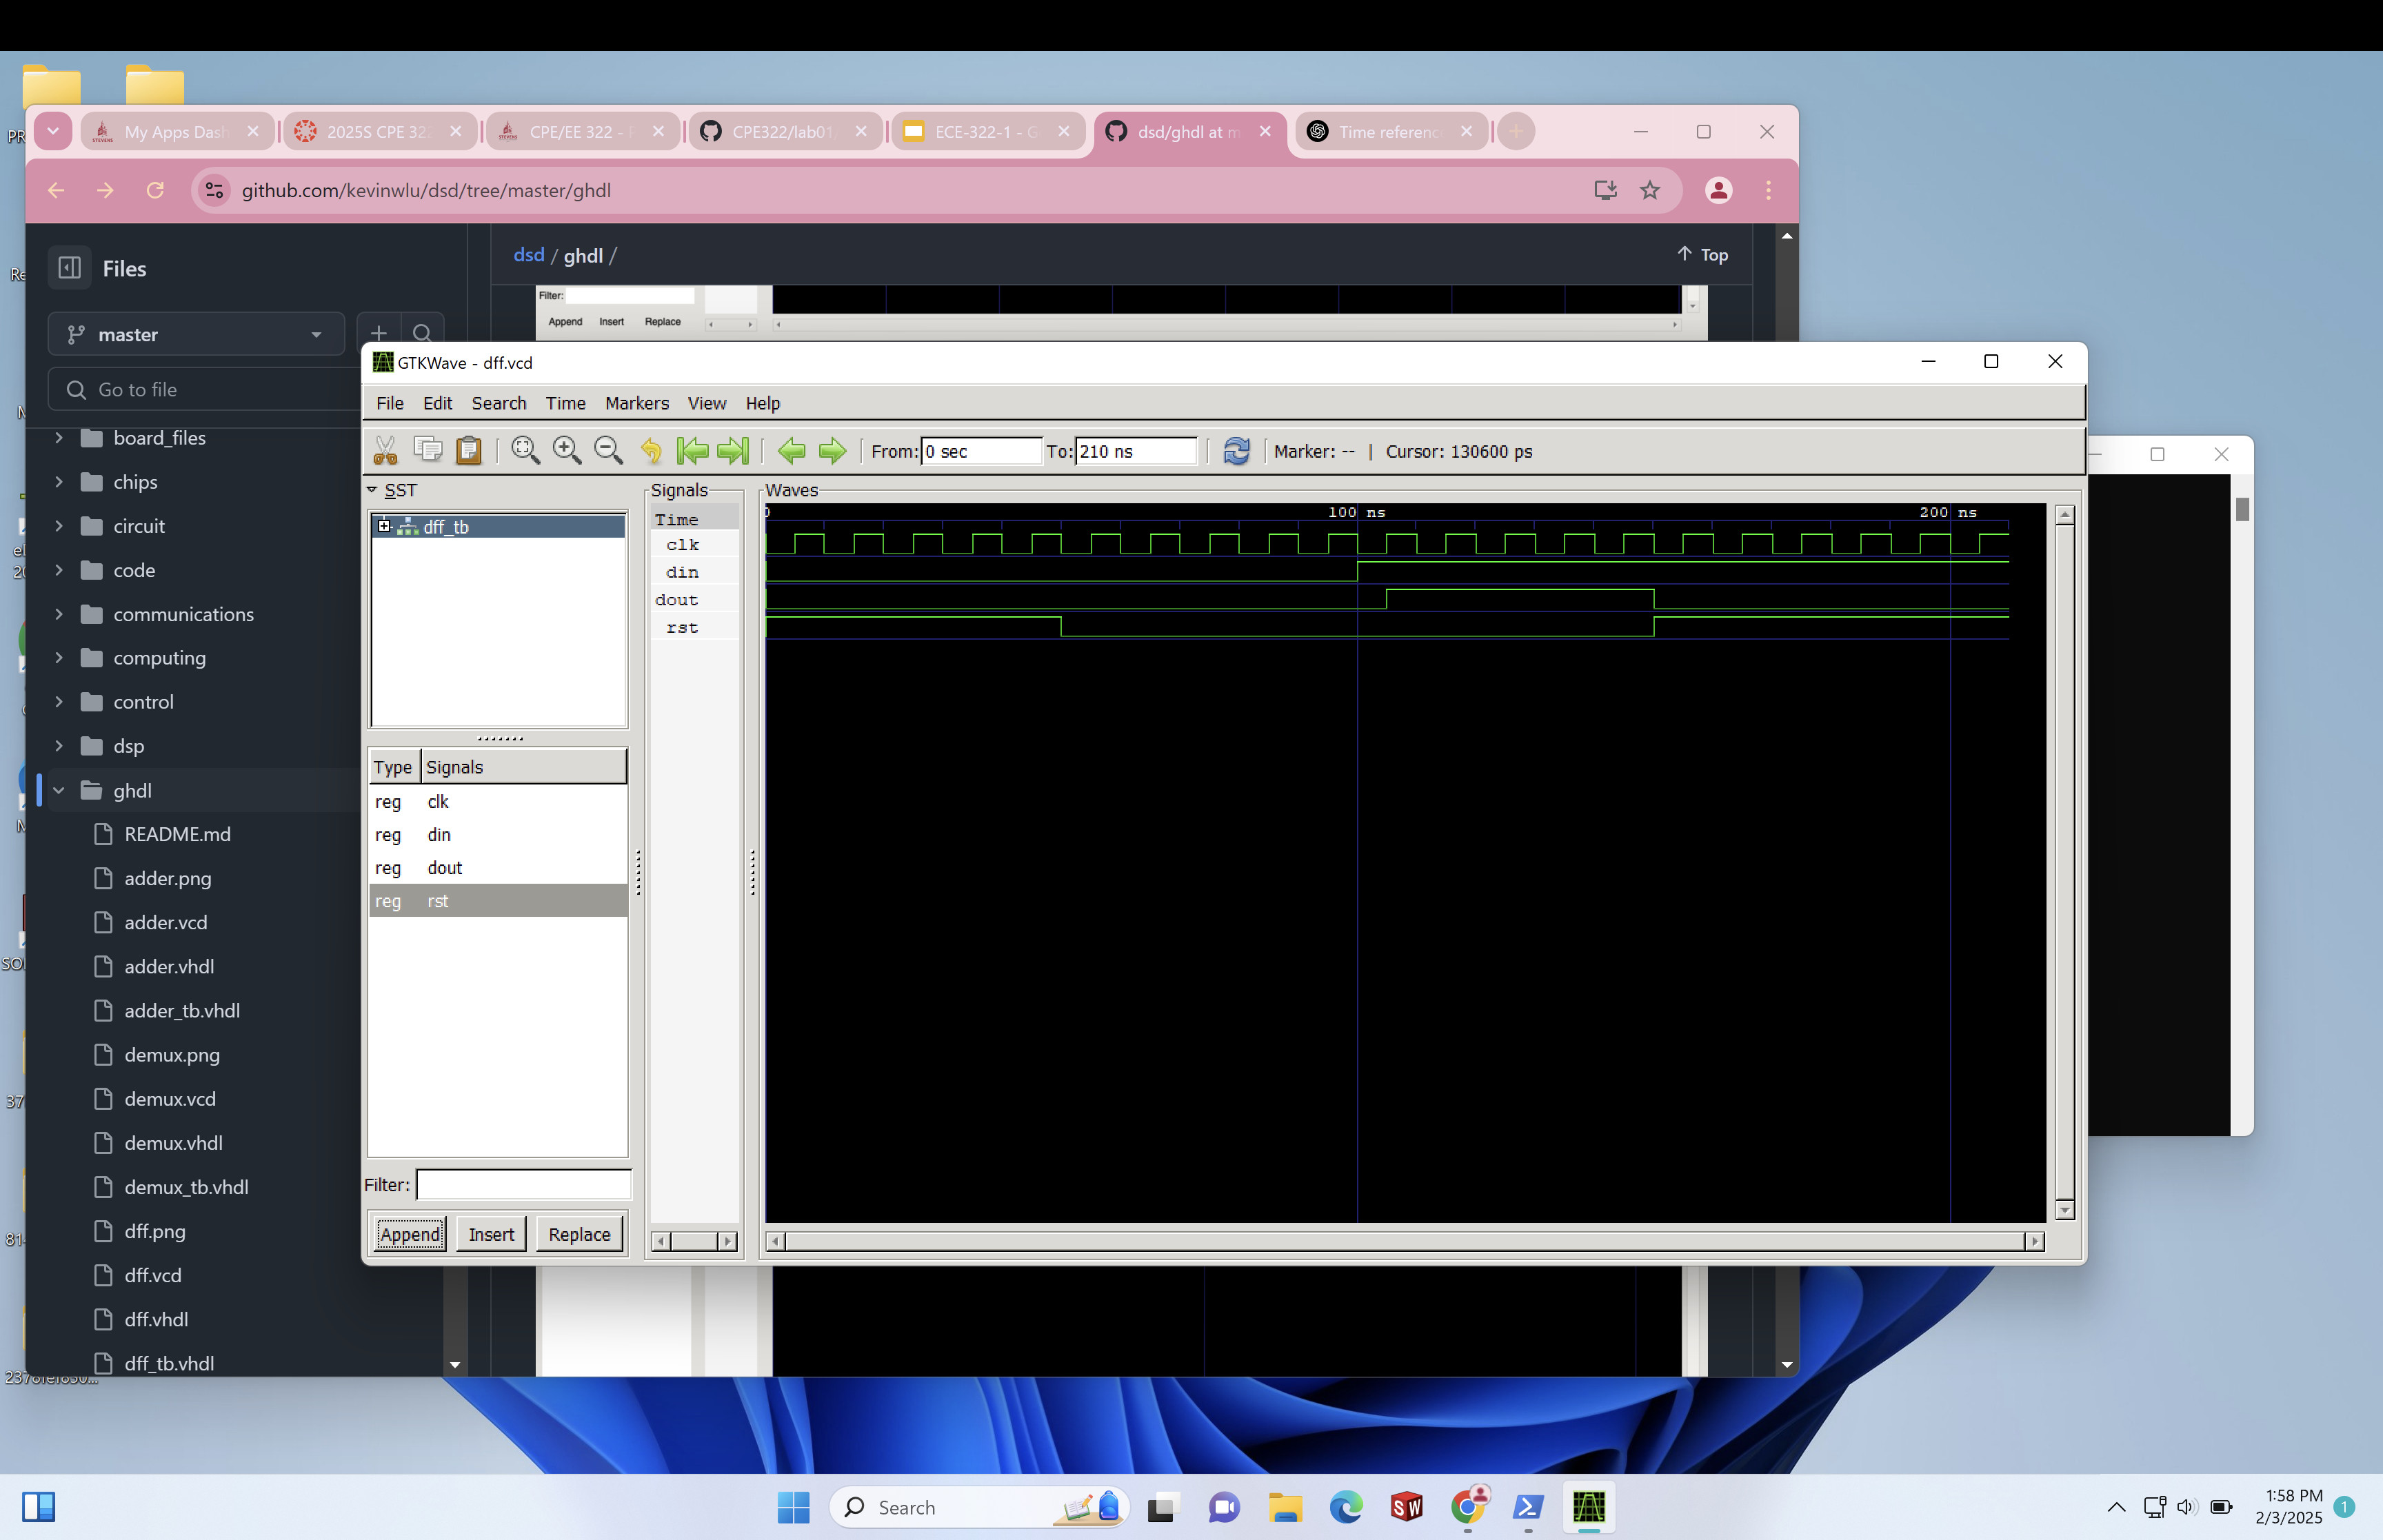 My Apps Dash
2025S CPE 322
CPE/EE 322 - F
CPE322/lab01
ECE-322-1 - G
dsd/ghdl at m
Time referenc
github.com/kevinwlu/dsd/tree/master/ghdl
Files
dsd / ghdl /
Top
master
Filter:
Append Insert Replace
Go to file
board_files
chips
circuit
code
communications
computing
control
dsp
ghdl
README.md
adder.png
adder.vcd
adder.vhdl
adder_tb.vhdl
demux.png
demux.vcd
demux.vhdl
demux_tb.vhdl
dff.png
dff.vcd
dff.vhdl
dff_tb.vhdl
GTKWave - dff.vcd
File Edit Search Time Markers View Help
From: 0 sec To: 210 ns Marker: -- | Cursor: 130600 ps
SST
dff_tb
Type Signals
reg clk
reg din
reg dout
reg rst
Filter:
Append Insert Replace
Signals
Time
clk
din
dout
rst
Waves
0 100 ns 200 ns
Search
1:58 PM
2/3/2025
1